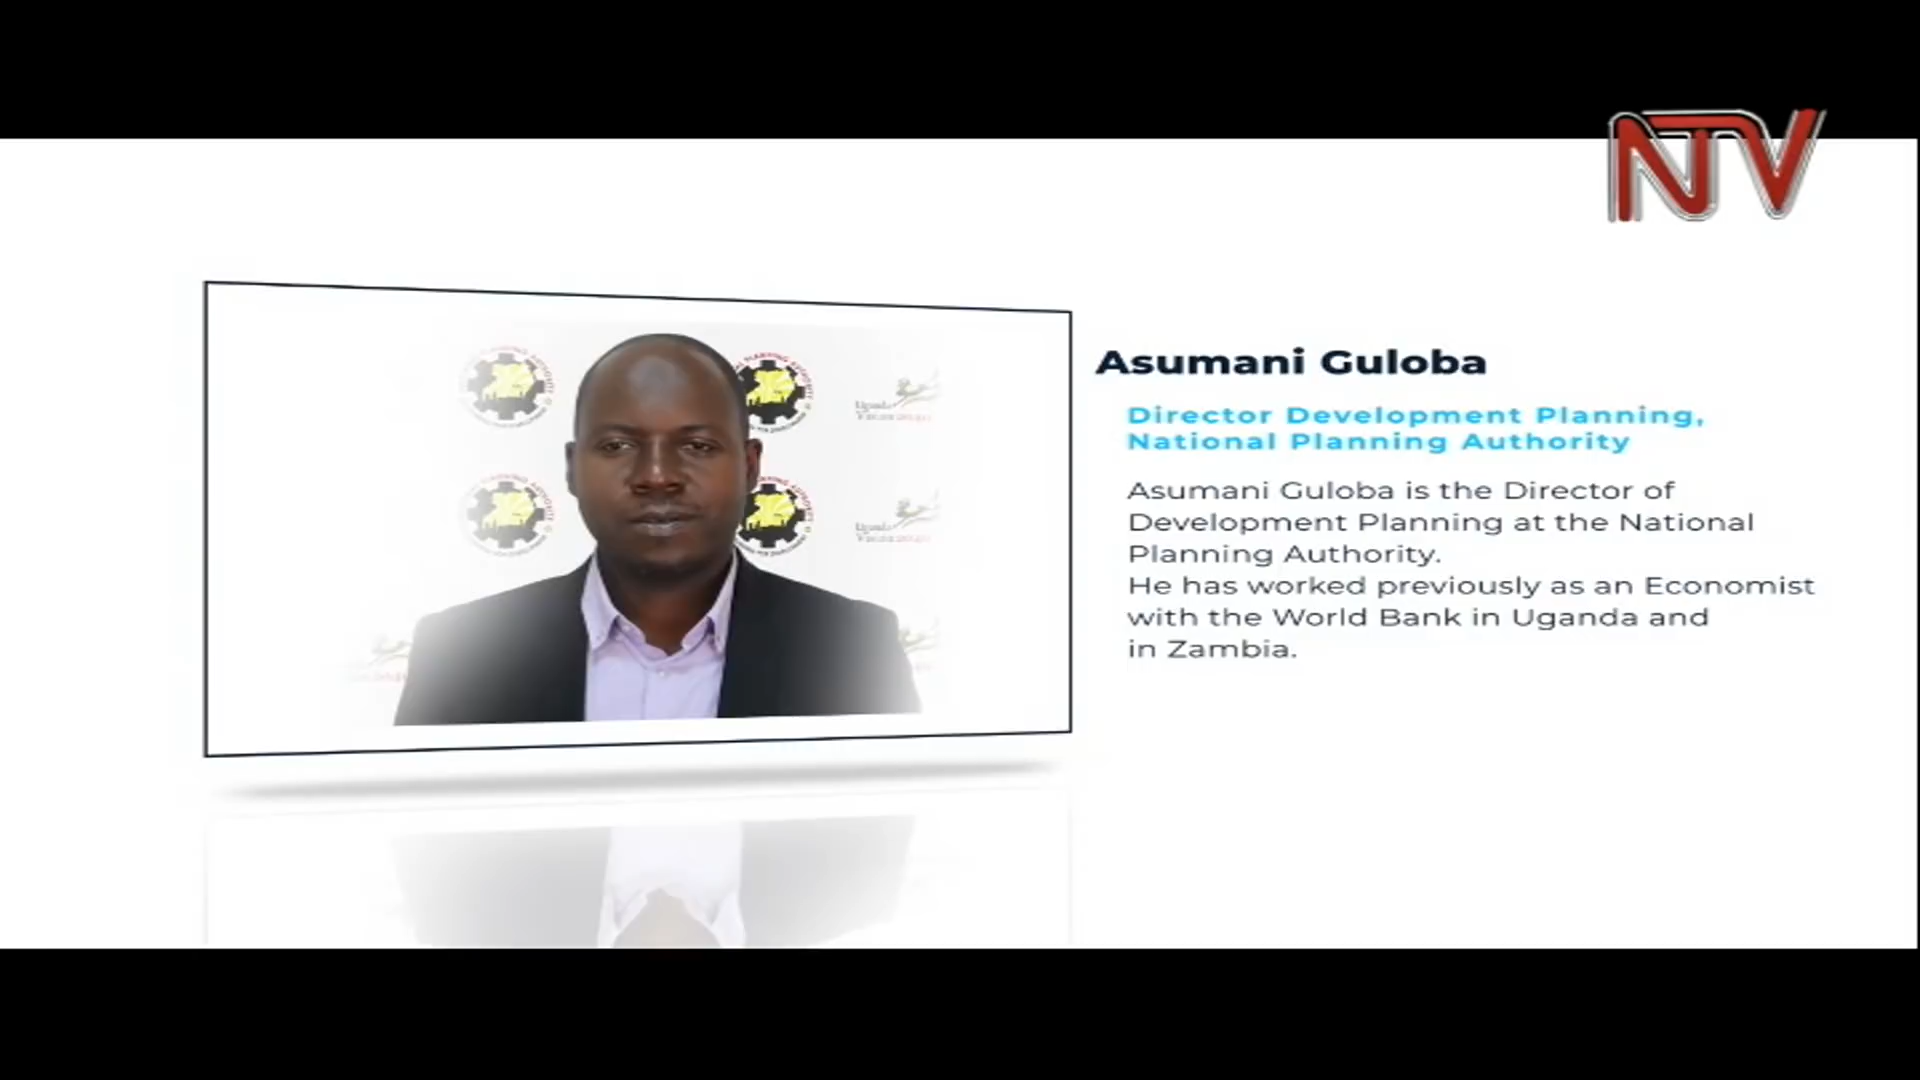 NTV
Asumani Guloba
Director Development Planning,
National Planning Authority
Asumani Guloba is the Director of
Development Planning at the National
Planning Authority.
He has worked previously as an Economist
with the World Bank in Uganda and
in Zambia.